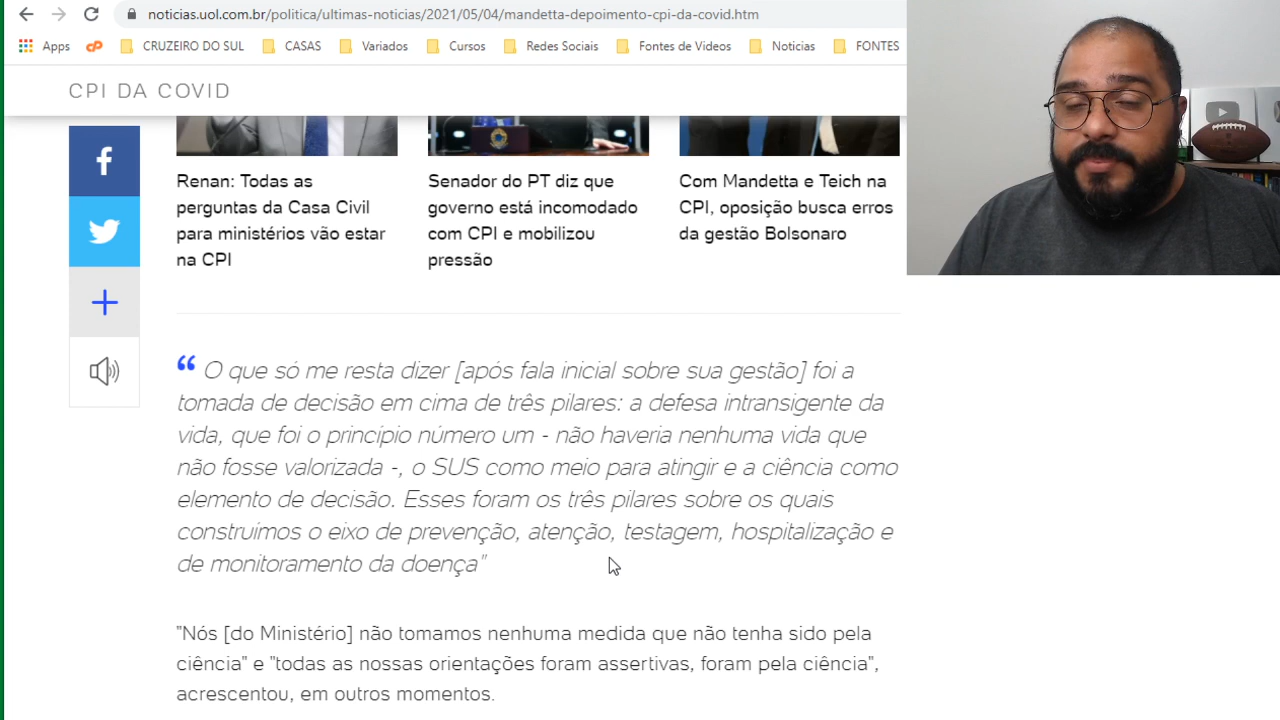 noticias.uol.com.br/politica/ultimas-noticias/2021/05/04/mandetta-depoimento-cpi-da-covid.htm
Apps
CRUZEIRO DO SUL
CASAS
Variados
Cursos
Redes Sociais
Fontes de Videos
Noticias
FONTES
CPI DA COVID
Renan: Todas as
perguntas da Casa Civil
para ministérios vão estar
na CPI
Senador do PT diz que
governo está incomodado
com CPI e mobilizou
pressão
Com Mandetta e Teich na
CPI, oposição busca erros
da gestão Bolsonaro
“ O que só me resta dizer [após fala inicial sobre sua gestão] foi a
tomada de decisão em cima de três pilares: a defesa intransigente da
vida, que foi o princípio número um - não haveria nenhuma vida que
não fosse valorizada -, o SUS como meio para atingir e a ciência como
elemento de decisão. Esses foram os três pilares sobre os quais
construímos o eixo de prevenção, atenção, testagem, hospitalização e
de monitoramento da doença"
"Nós [do Ministério] não tomamos nenhuma medida que não tenha sido pela
ciência" e "todas as nossas orientações foram assertivas, foram pela ciência",
acrescentou, em outros momentos.